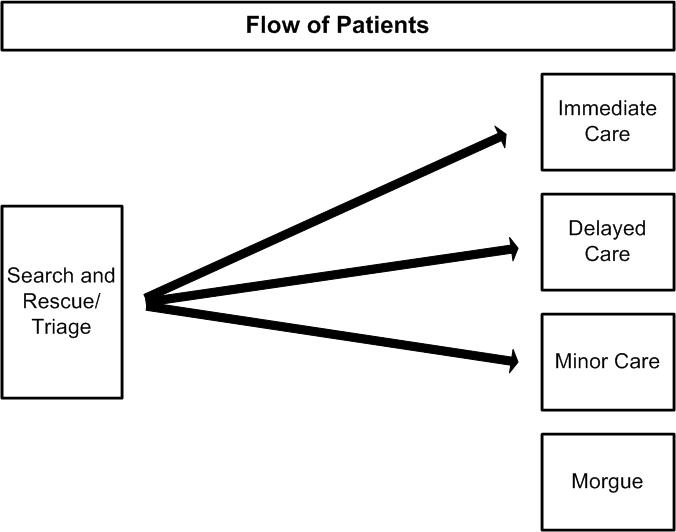 Flow of Patients
Immediate
Care
Delayed
Care
Search and
Rescue/
Triage
Minor Care
Morgue